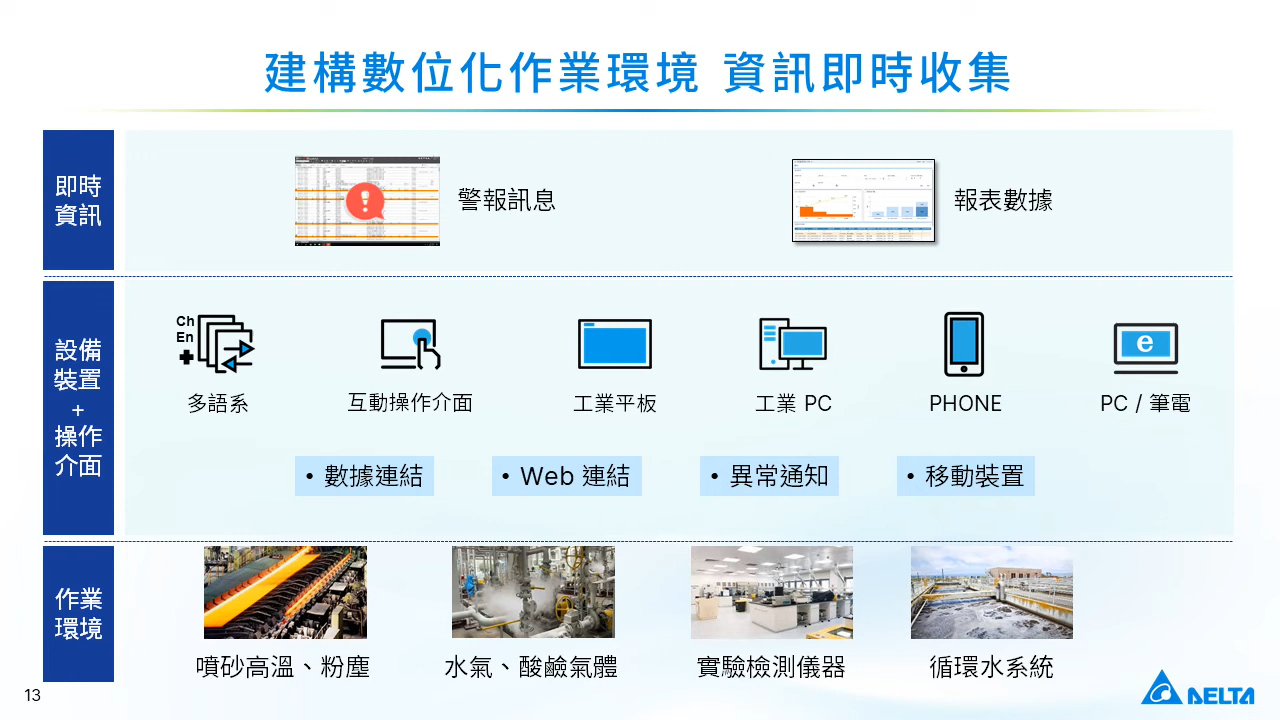 建構數位化作業環境 資訊即時收集
即時
資訊
警報訊息
報表數據
設備
裝置
+
操作
介面
Ch
En
多語系
互動操作介面
工業平板
工業 PC
PHONE
e
PC / 筆電
• 數據連結
• Web 連結
• 異常通知
• 移動裝置
作業
環境
噴砂高溫、粉塵
水氣、酸鹼氣體
實驗檢測儀器
循環水系統
13
DELTA